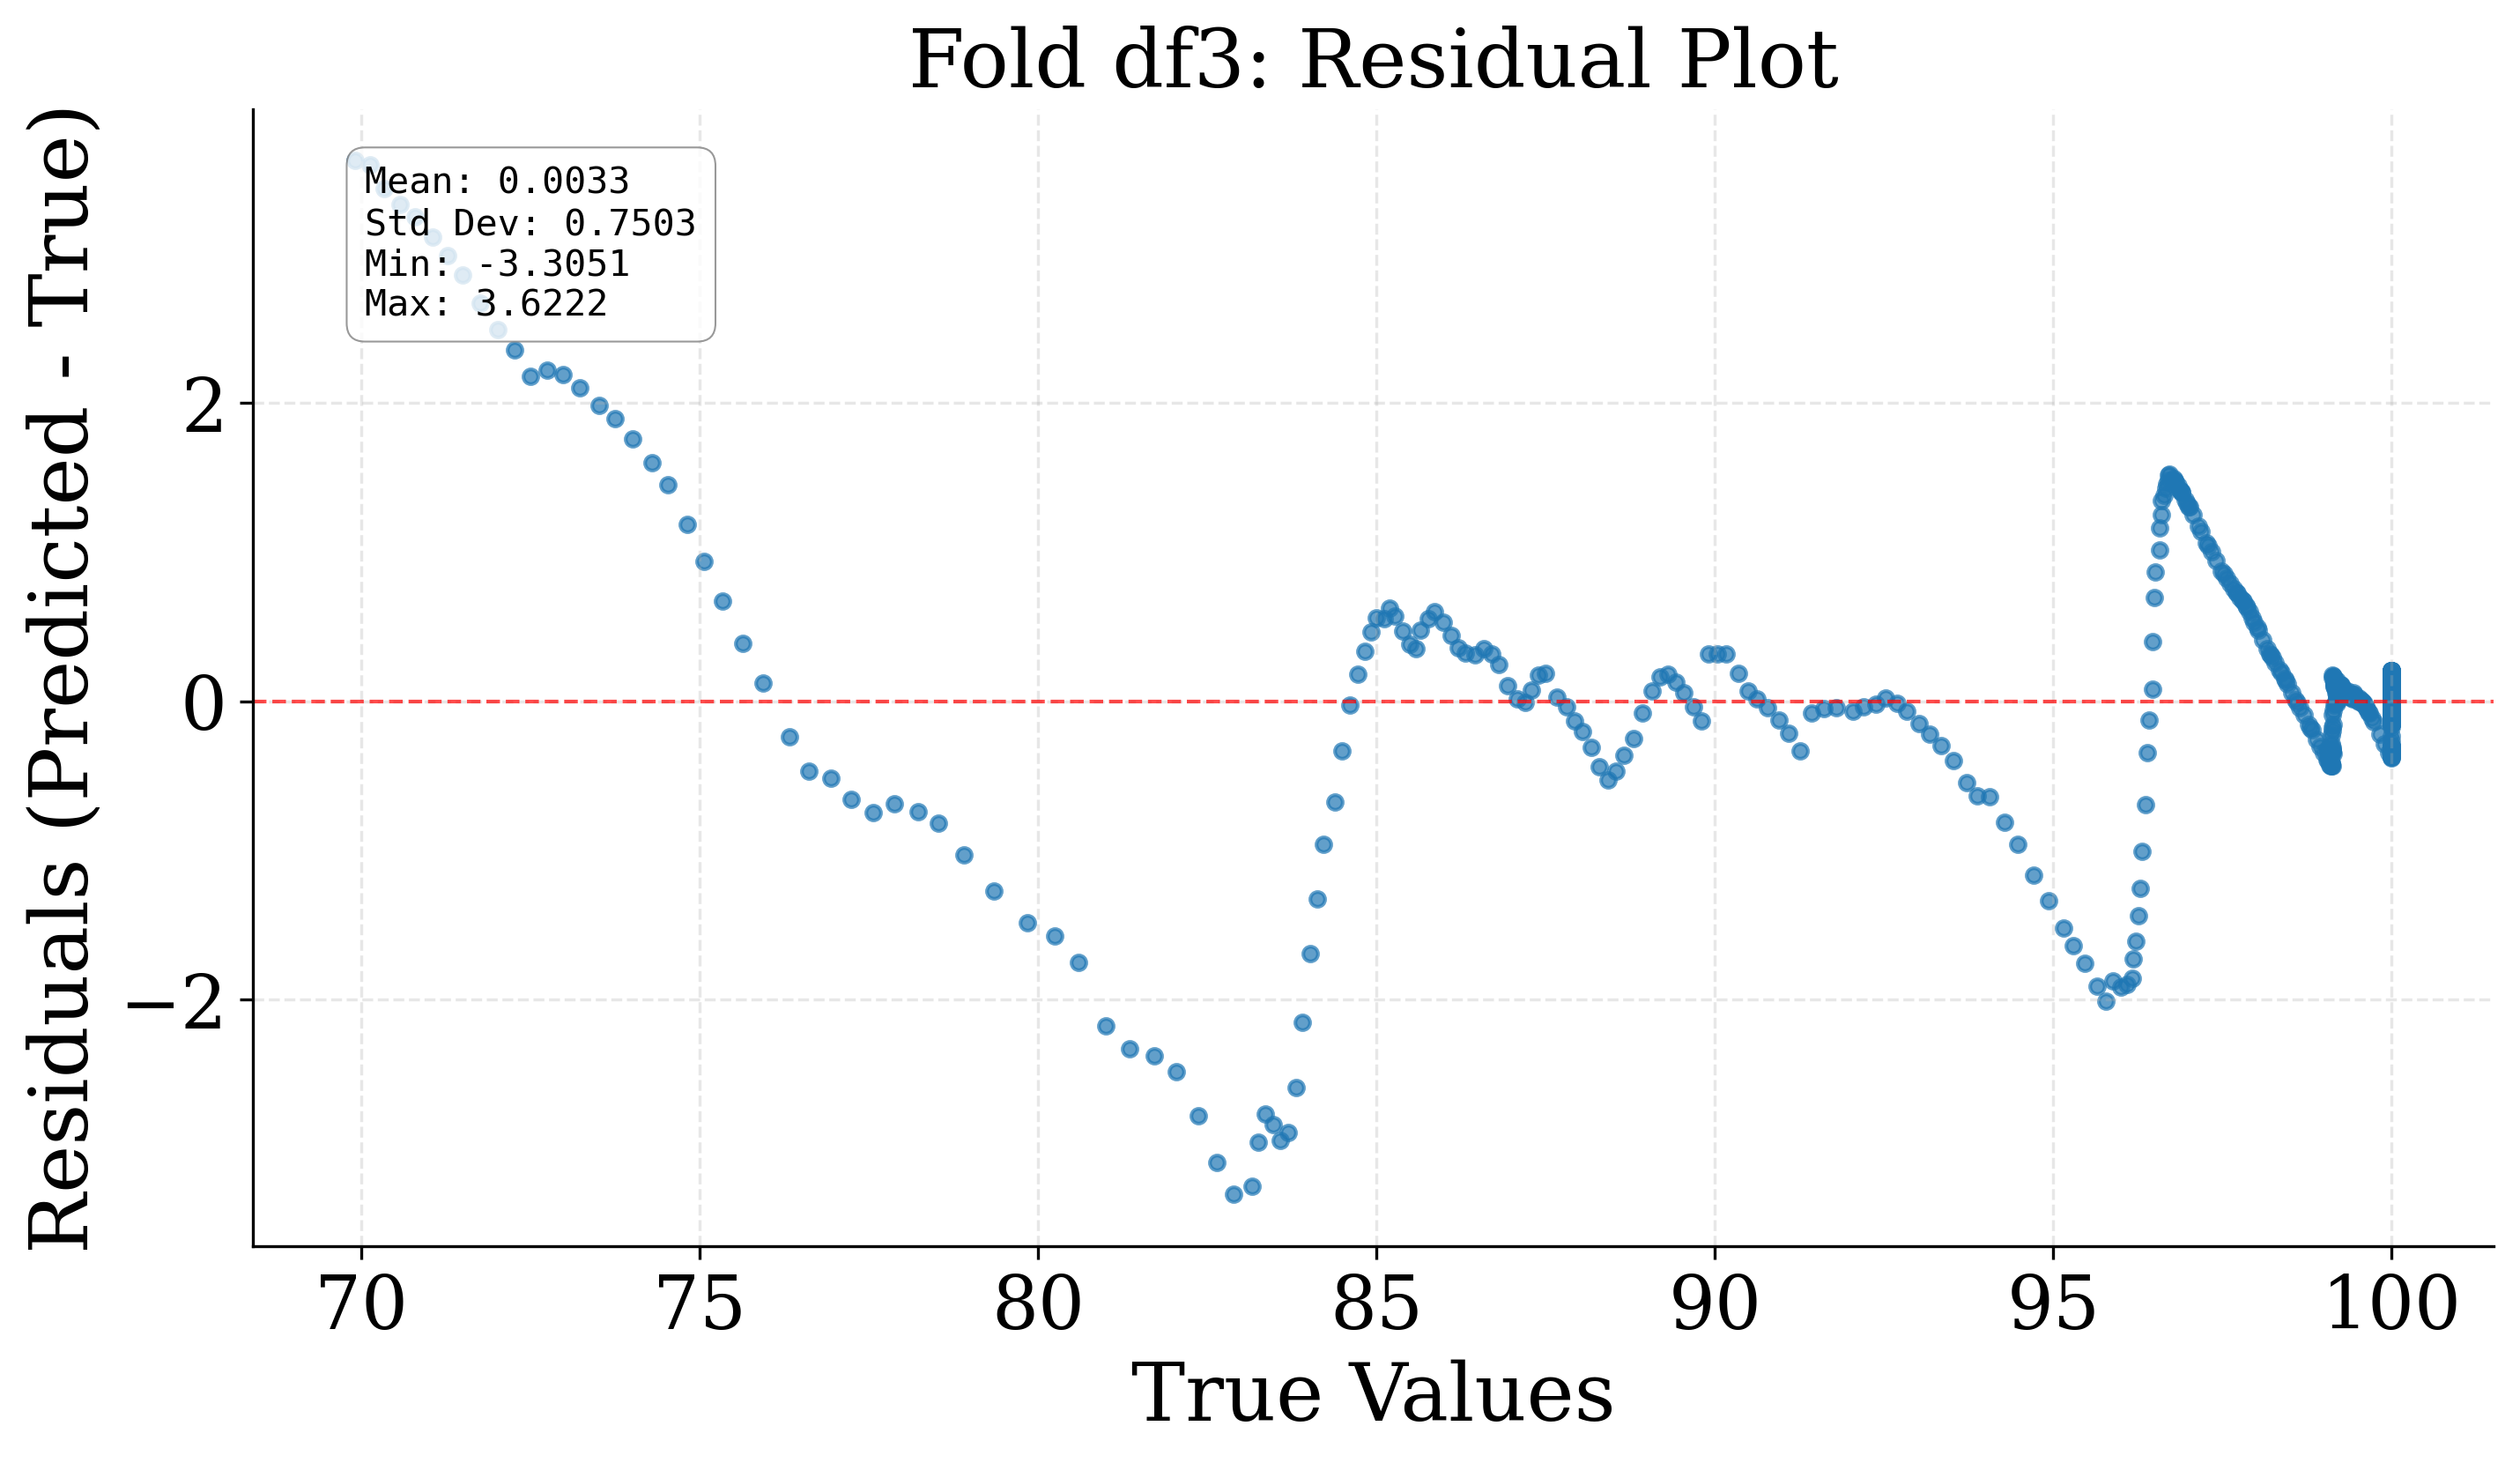 Fold df3: Residual Plot
Residuals (Predicted - True)
Mean: 0.0033
Std Dev: 0.7503
Min: -3.3051
Max: 3.6222
2
0
−2
70 75 80 85 90 95 100
True Values